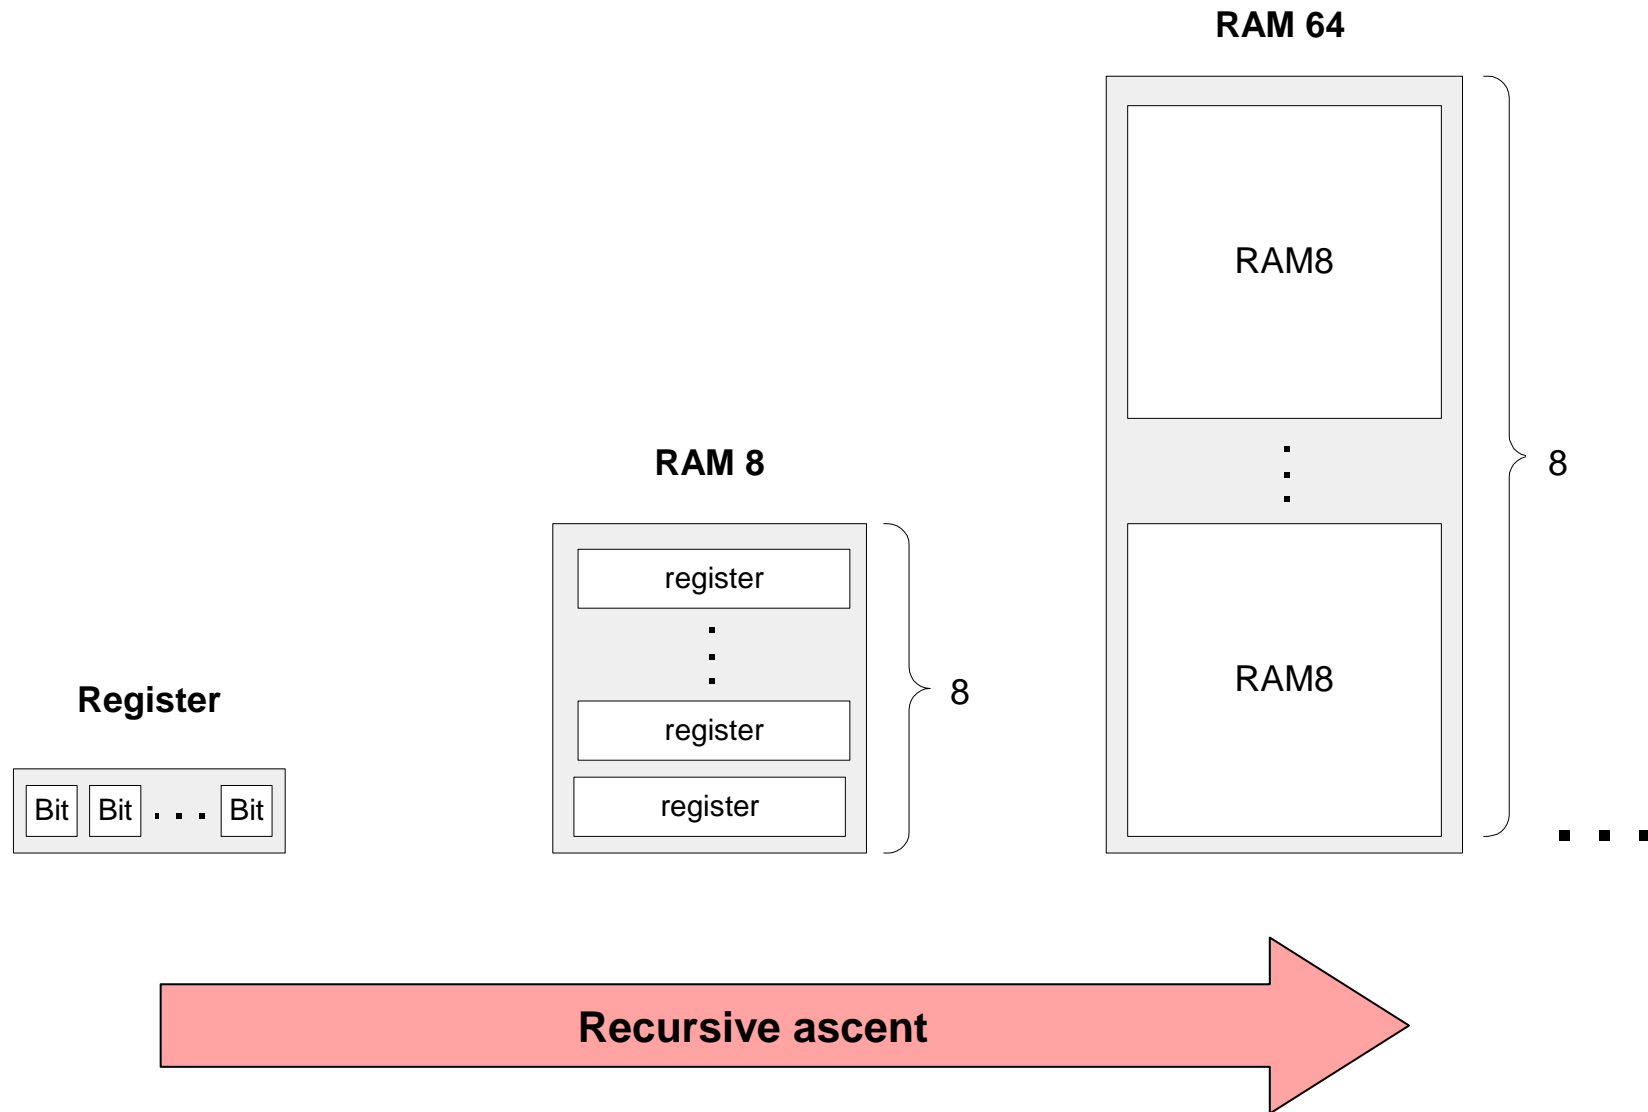 RAM 64
RAM8
8
RAM8
RAM 8
register
register
register
8
Register
Bit Bit . . . Bit
. . .
Recursive ascent